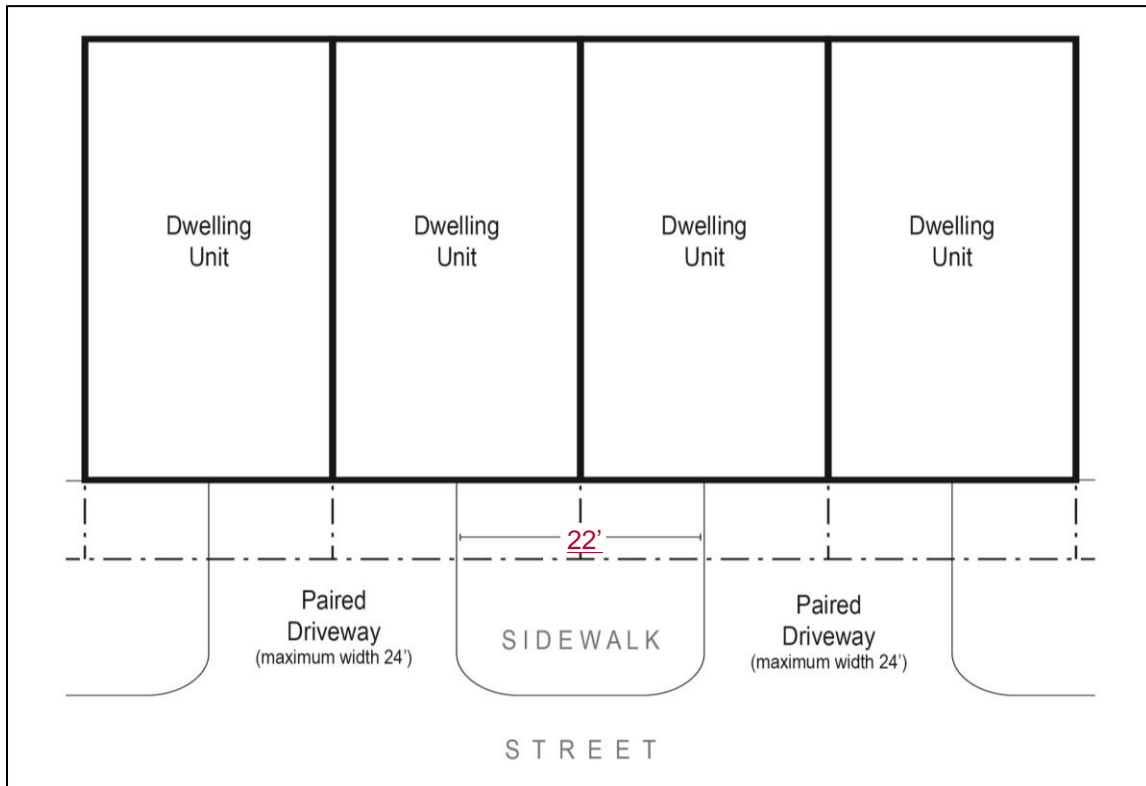 Dwelling
Unit
Dwelling
Unit
Dwelling
Unit
Dwelling
Unit
22’
Paired
Driveway
(maximum width 24’)
SIDEWALK
Paired
Driveway
(maximum width 24’)
STREET